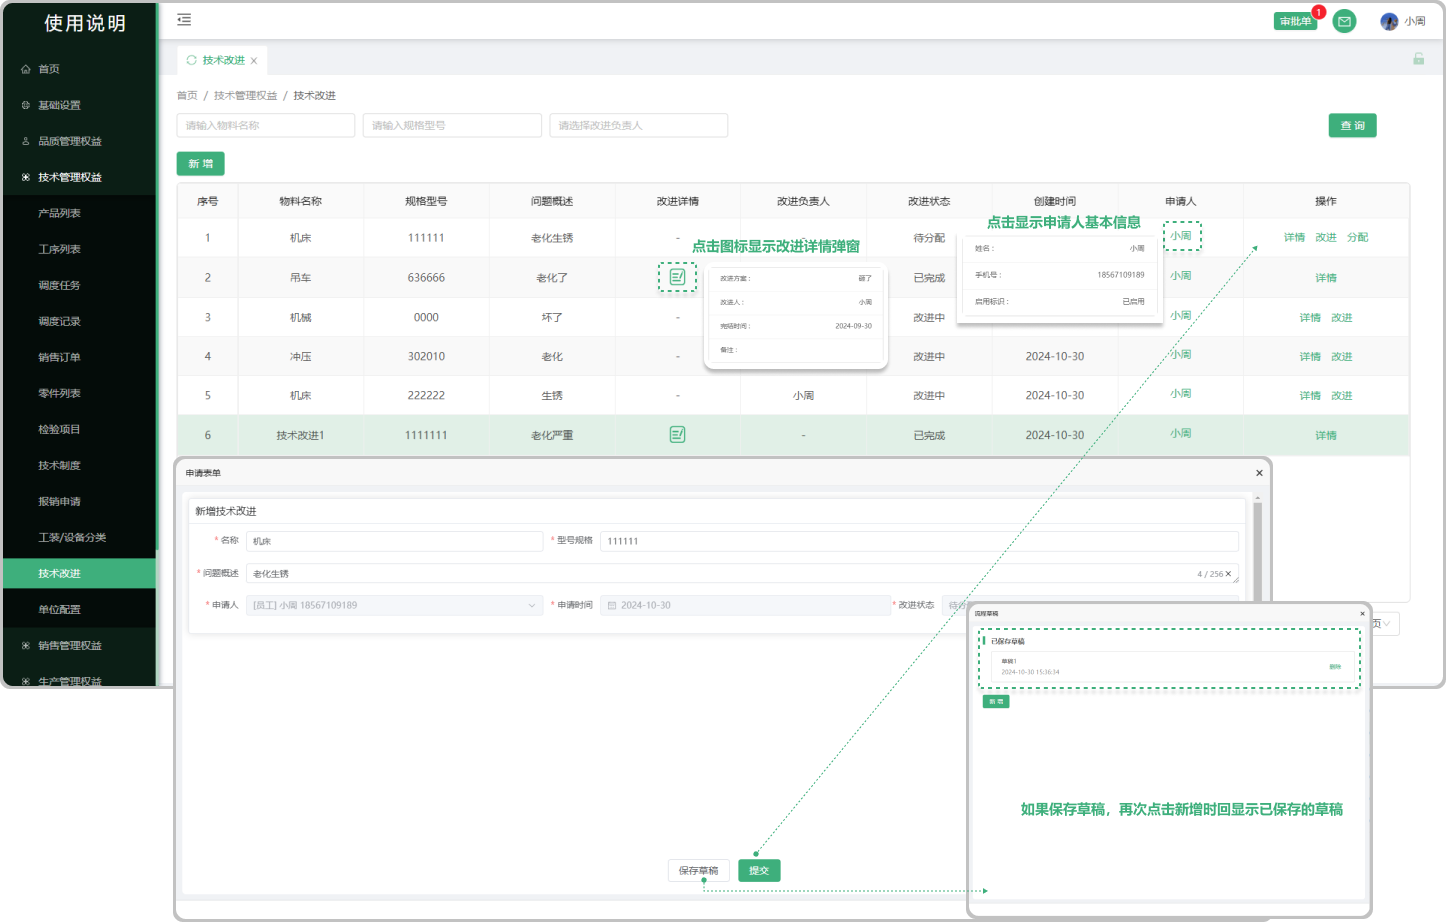 使用说明
审批单
1
小周
首页
基础设置
品质管理权益
技术管理权益
产品列表
工序列表
调度任务
调度记录
销售订单
零件列表
检验项目
技术制度
报销申请
工装/设备分类
技术改进
单位配置
销售管理权益
生产管理权益
技术改进
首页 / 技术管理权益 / 技术改进
请输入物料名称 请输入规格型号 请选择改进负责人 查 询
新 增
序号 物料名称 规格型号 问题概述 改进详情 改进负责人 改进状态 创建时间 申请人 操作
1 机床 111111 老化生锈 - - 待分配 小周 详情 改进 分配
2 吊车 636666 老化了 已完成 小周 详情
3 机械 0000 坏了 - 改进中 小周 详情 改进
4 冲压 302010 老化 - 改进中 2024-10-30 小周 详情 改进
5 机床 222222 生锈 - 小周 改进中 2024-10-30 小周 详情 改进
6 技术改进1 1111111 老化严重 - 已完成 2024-10-30 小周 详情
点击图标显示改进详情弹窗
改进方案： 砸了
改进人： 小周
完结时间： 2024-09-30
备注：
点击显示申请人基本信息
姓名： 小周
手机号： 18567109189
启用标识： 已启用
页
申请表单
新增技术改进
* 名称 机床 * 型号规格 111111
* 问题概述 老化生锈 4 / 256
* 申请人 [员工] 小周 18567109189 * 申请时间 2024-10-30 * 改进状态 待分
保存草稿 提交
流程草稿
已保存草稿
草稿1
2024-10-30 15:36:34
删除
新 增
如果保存草稿，再次点击新增时回显示已保存的草稿